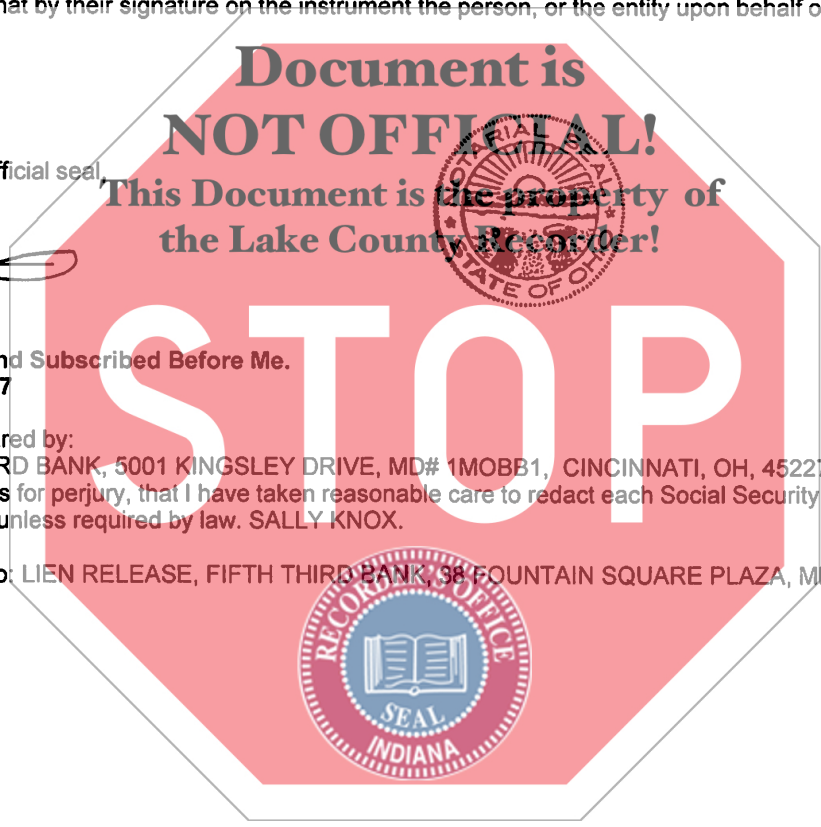 hat by their signature on the instrument the person, or the entity upon behalf o
Document is
NOT OFFICIAL!
NOTARIAL SEAL
fficial seal.
This Document is the property of
the Lake County Recorder!
STATE OF OHIO
STOP
nd Subscribed Before Me.
7
red by:
RD BANK, 5001 KINGSLEY DRIVE, MD# 1MOBB1, CINCINNATI, OH, 45227
s for perjury, that I have taken reasonable care to redact each Social Security
unless required by law. SALLY KNOX.
o: LIEN RELEASE, FIFTH THIRD BANK, 38 FOUNTAIN SQUARE PLAZA, M
RECORDER'S OFFICE
SEAL
INDIANA